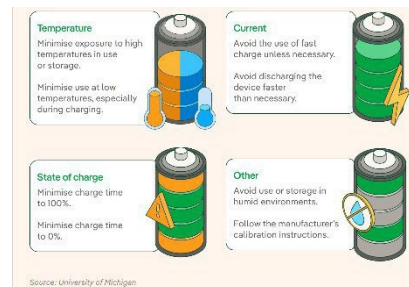 Temperature
Minimise exposure to high
temperatures in use
or storage.
Minimise use at low
temperatures, especially
during charging.
Current
Avoid the use of fast
charge unless necessary.
Avoid discharging the
device faster
than necessary.
State of charge
Minimise charge time
to 100%.
Minimise charge time
to 0%.
Other
Avoid use or storage in
humid environments.
Follow the manufacturer's
calibration instructions.
Source: University of Michigan